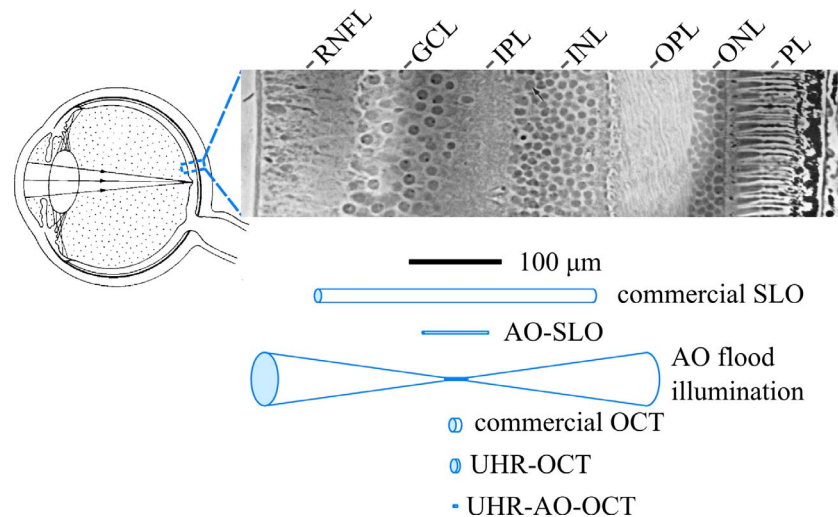 RNFL
GCL
IPL
INL
OPL
ONL
PL
100 μm
commercial SLO
AO-SLO
AO flood
illumination
commercial OCT
UHR-OCT
UHR-AO-OCT